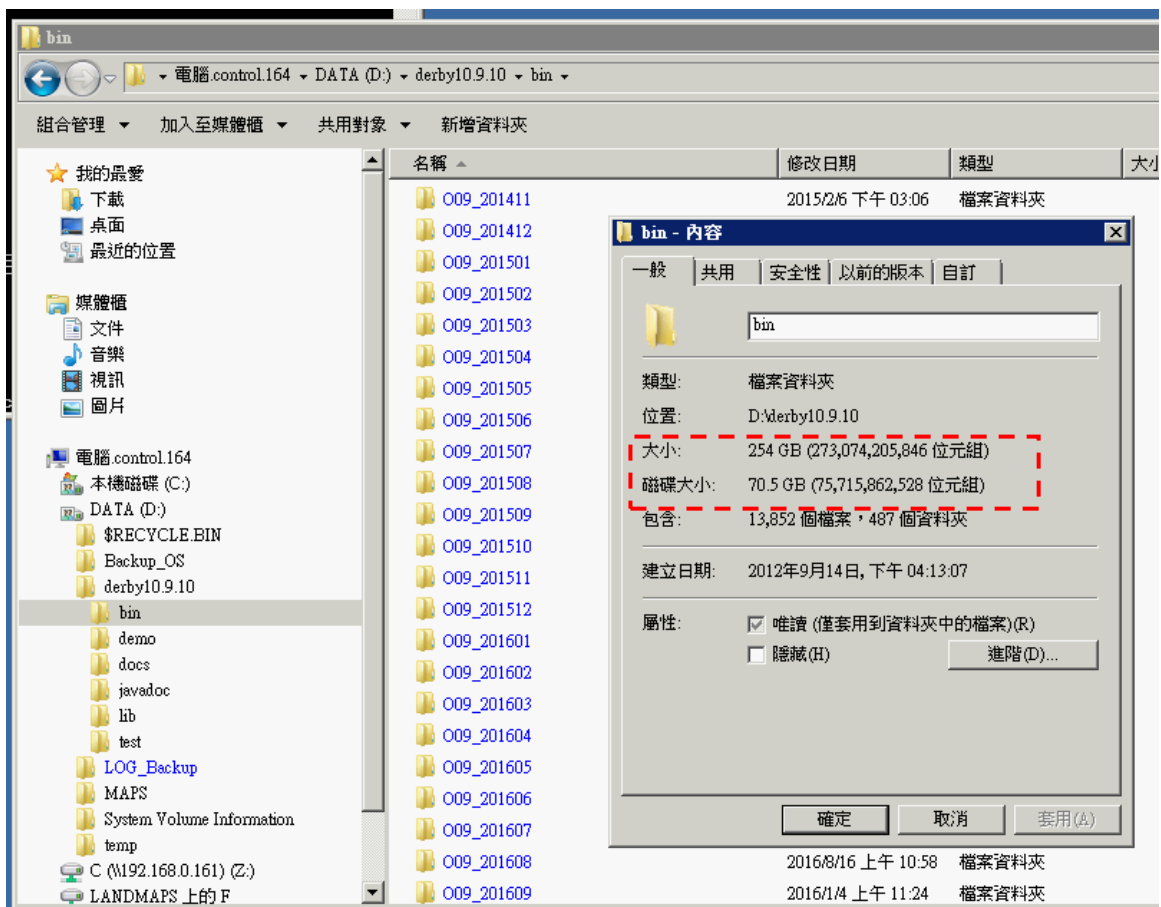 bin
電腦.control.164 DATA (D:) derby10.9.10 bin
組合管理 加入至媒體櫃 共用對象 新增資料夾
我的最愛
下載
桌面
最近的位置
媒體櫃
文件
音樂
視訊
圖片
電腦.control.164
本機磁碟 (C:)
DATA (D:)
$RECYCLE.BIN
Backup_OS
derby10.9.10
bin
demo
docs
javadoc
lib
test
LOG_Backup
MAPS
System Volume Information
temp
C (\\192.168.0.161) (Z:)
LANDMAPS 上的 F
名稱 修改日期 類型 大小
O09_201411 2015/2/6 下午 03:06 檔案資料夾
O09_201412
O09_201501
O09_201502
O09_201503
O09_201504
O09_201505
O09_201506
O09_201507
O09_201508
O09_201509
O09_201510
O09_201511
O09_201512
O09_201601
O09_201602
O09_201603
O09_201604
O09_201605
O09_201606
O09_201607
O09_201608 2016/8/16 上午 10:58 檔案資料夾
O09_201609 2016/1/4 上午 11:24 檔案資料夾
bin - 內容
一般 共用 安全性 以前的版本 自訂
bin
類型: 檔案資料夾
位置: D:\derby10.9.10
大小: 254 GB (273,074,205,846 位元組)
磁碟大小: 70.5 GB (75,715,862,528 位元組)
包含: 13,852 個檔案，487 個資料夾
建立日期: 2012年9月14日, 下午 04:13:07
屬性: 唯讀 (僅套用到資料夾中的檔案)(R)
隱藏(H) 進階(D)...
確定 取消 套用(A)